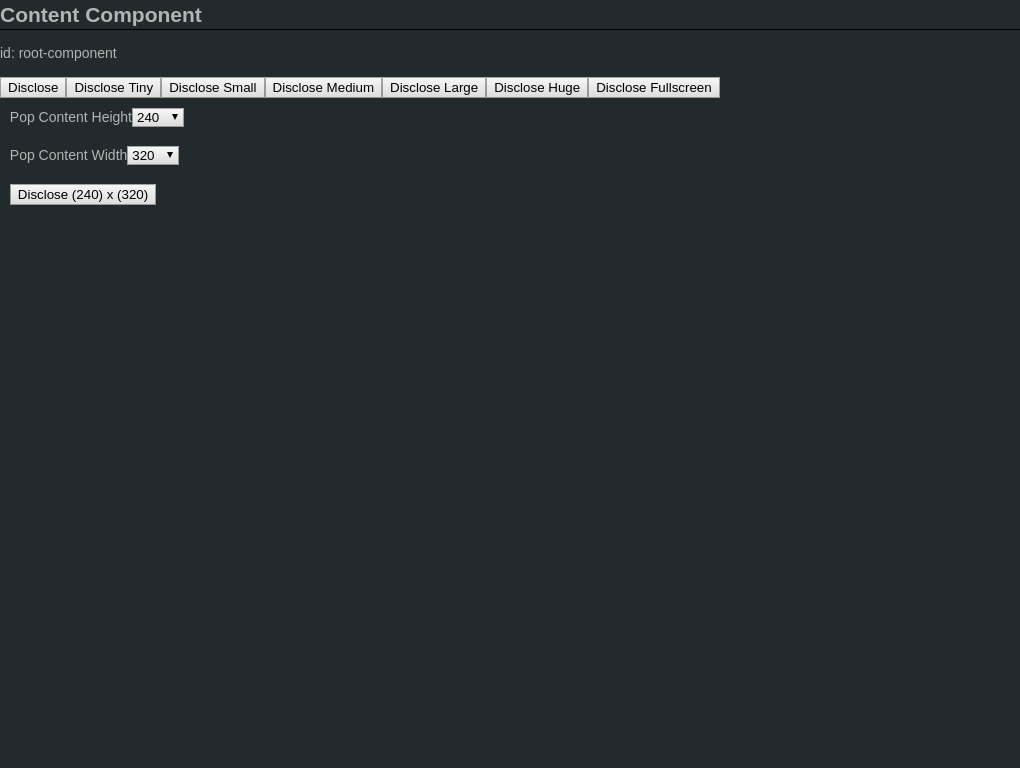 Content Component
id: root-component
Disclose Disclose Tiny Disclose Small Disclose Medium Disclose Large Disclose Huge Disclose Fullscreen
Pop Content Height 240
Pop Content Width 320
Disclose (240) x (320)